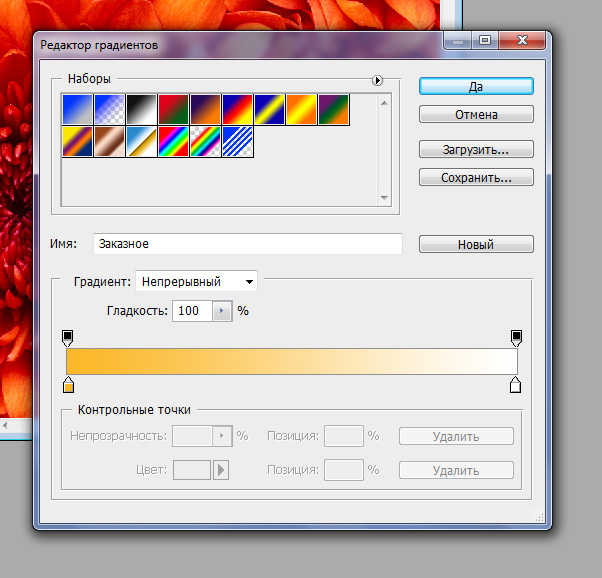 Редактор градиентов
Наборы
Да
Отмена
Загрузить...
Сохранить...
Имя: Заказное
Новый
Градиент: Непрерывный
Гладкость: 100 %
Контрольные точки
Непрозрачность: % Позиция: % Удалить
Цвет: Позиция: % Удалить